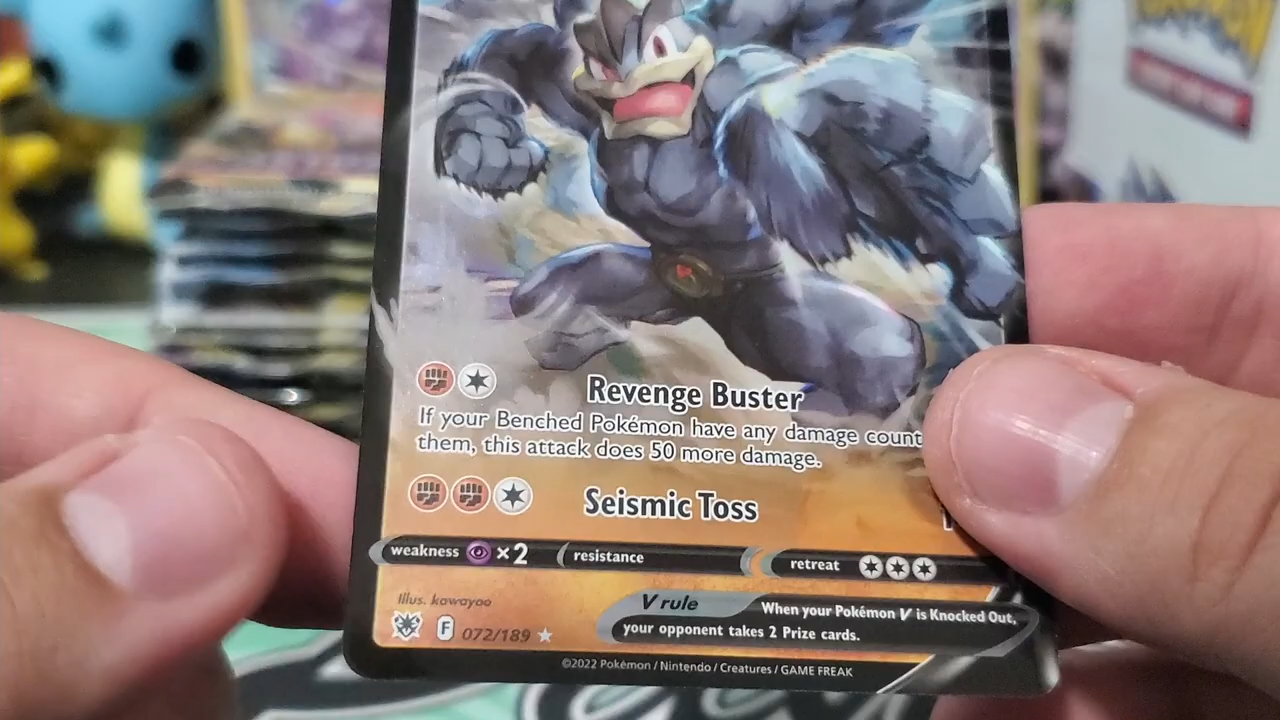 Revenge Buster
If your Benched Pokémon have any damage count
them, this attack does 50 more damage.
Seismic Toss
weakness ×2 resistance retreat
Illus. kawayoo
V rule When your Pokémon V is Knocked Out,
your opponent takes 2 Prize cards.
F 072/189
©2022 Pokémon / Nintendo / Creatures / GAME FREAK